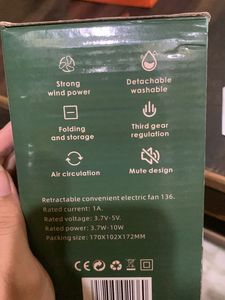 Strong
wind power
Detachable
washable
Folding
and storage
Third gear
regulation
Air circulation
Mute design
Retractable convenient electric fan 136.
Rated current: 1A.
Rated voltage: 3.7V-5V.
Rated power: 3.7W-10W
Packing size: 170X102X172MM
CE